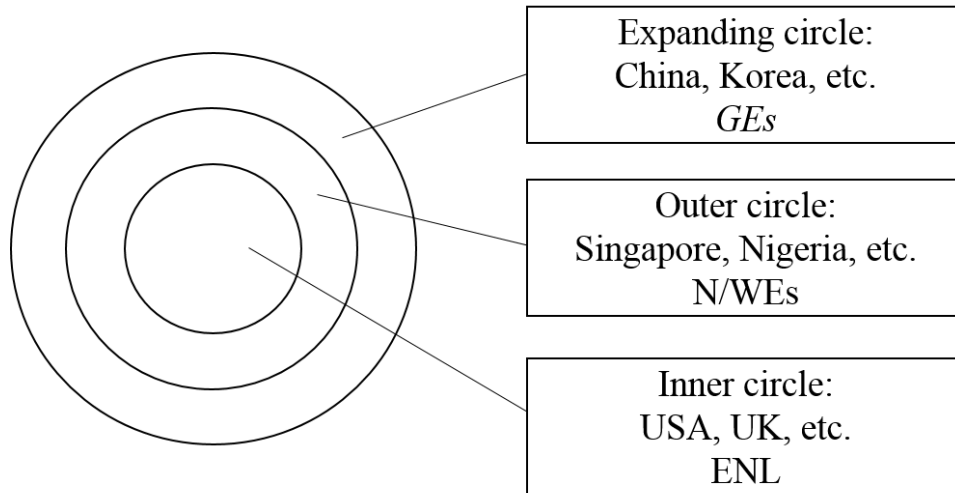 Expanding circle:
China, Korea, etc.
GEs
Outer circle:
Singapore, Nigeria, etc.
N/WEs
Inner circle:
USA, UK, etc.
ENL